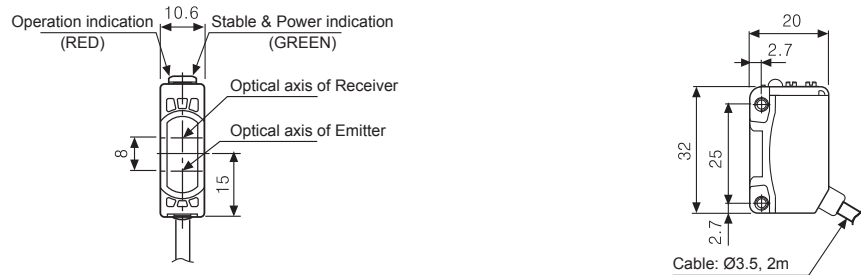 Operation indication
(RED)
10.6
Stable & Power indication
(GREEN)
Optical axis of Receiver
Optical axis of Emitter
8
15
20
2.7
32
25
2.7
Cable: Ø3.5, 2m